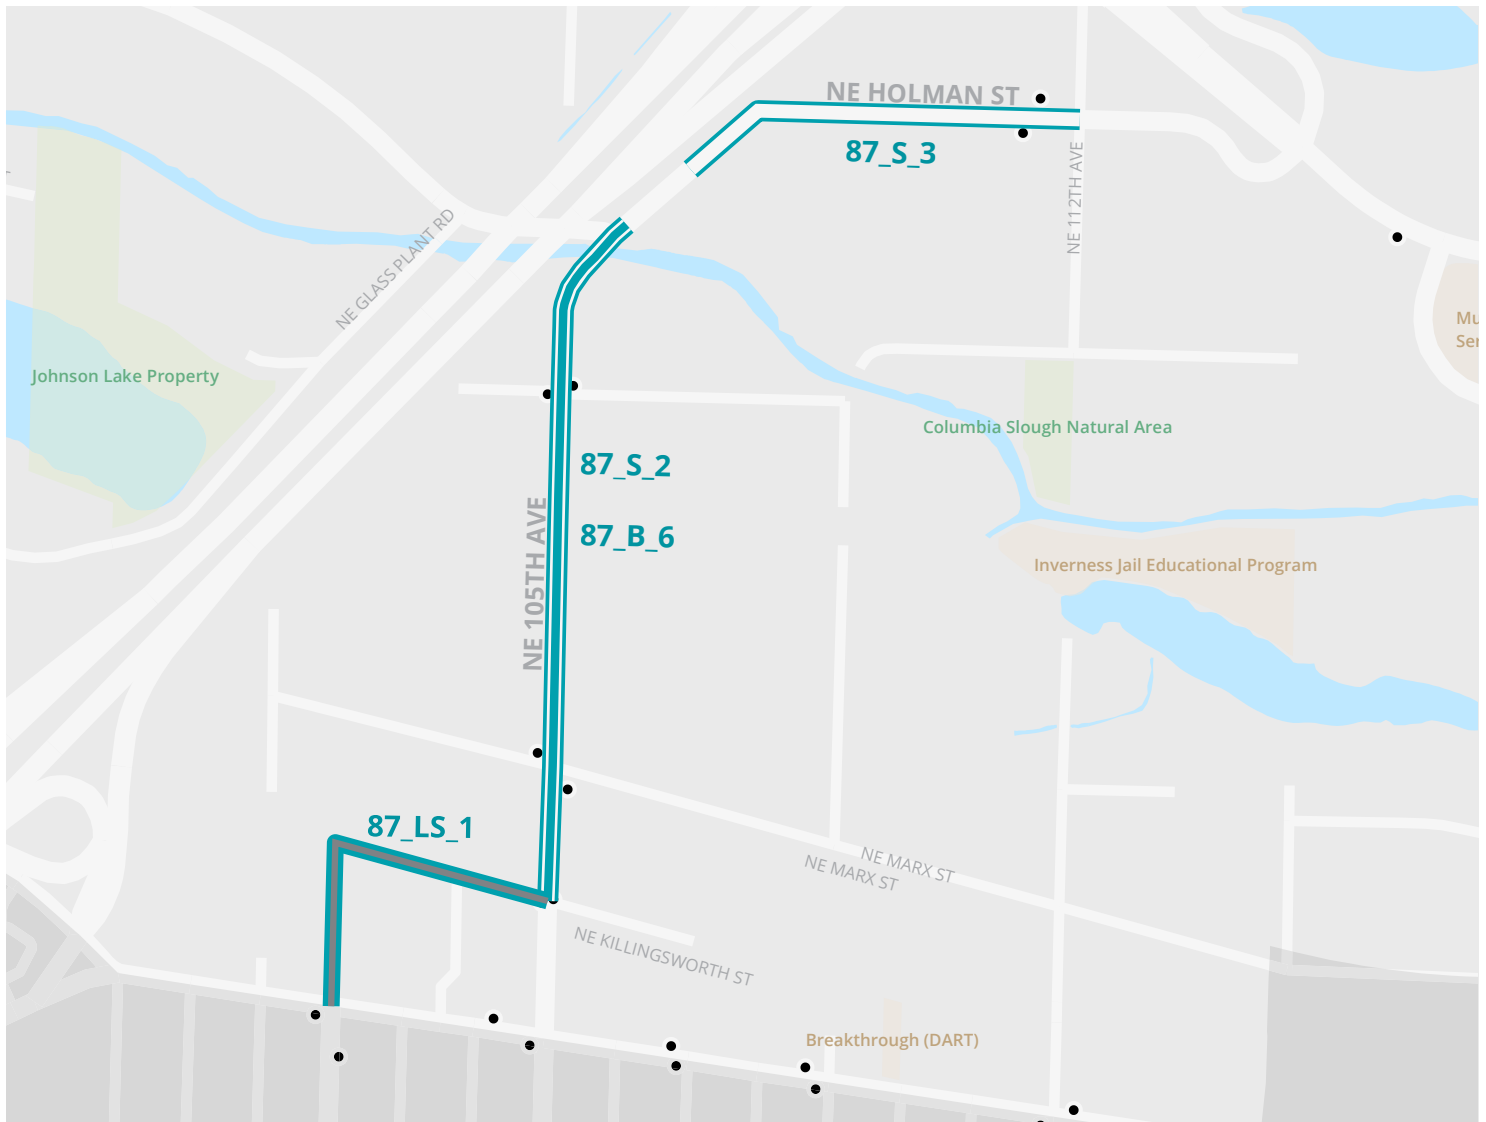 NE HOLMAN ST
87_S_3
NE 112TH AVE
NE GLASS PLANT RD
Mu
Ser
Johnson Lake Property
Columbia Slough Natural Area
87_S_2
NE 105TH AVE
87_B_6
Inverness Jail Educational Program
87_LS_1
NE MARX ST
NE MARX ST
NE KILLINGSWORTH ST
Breakthrough (DART)